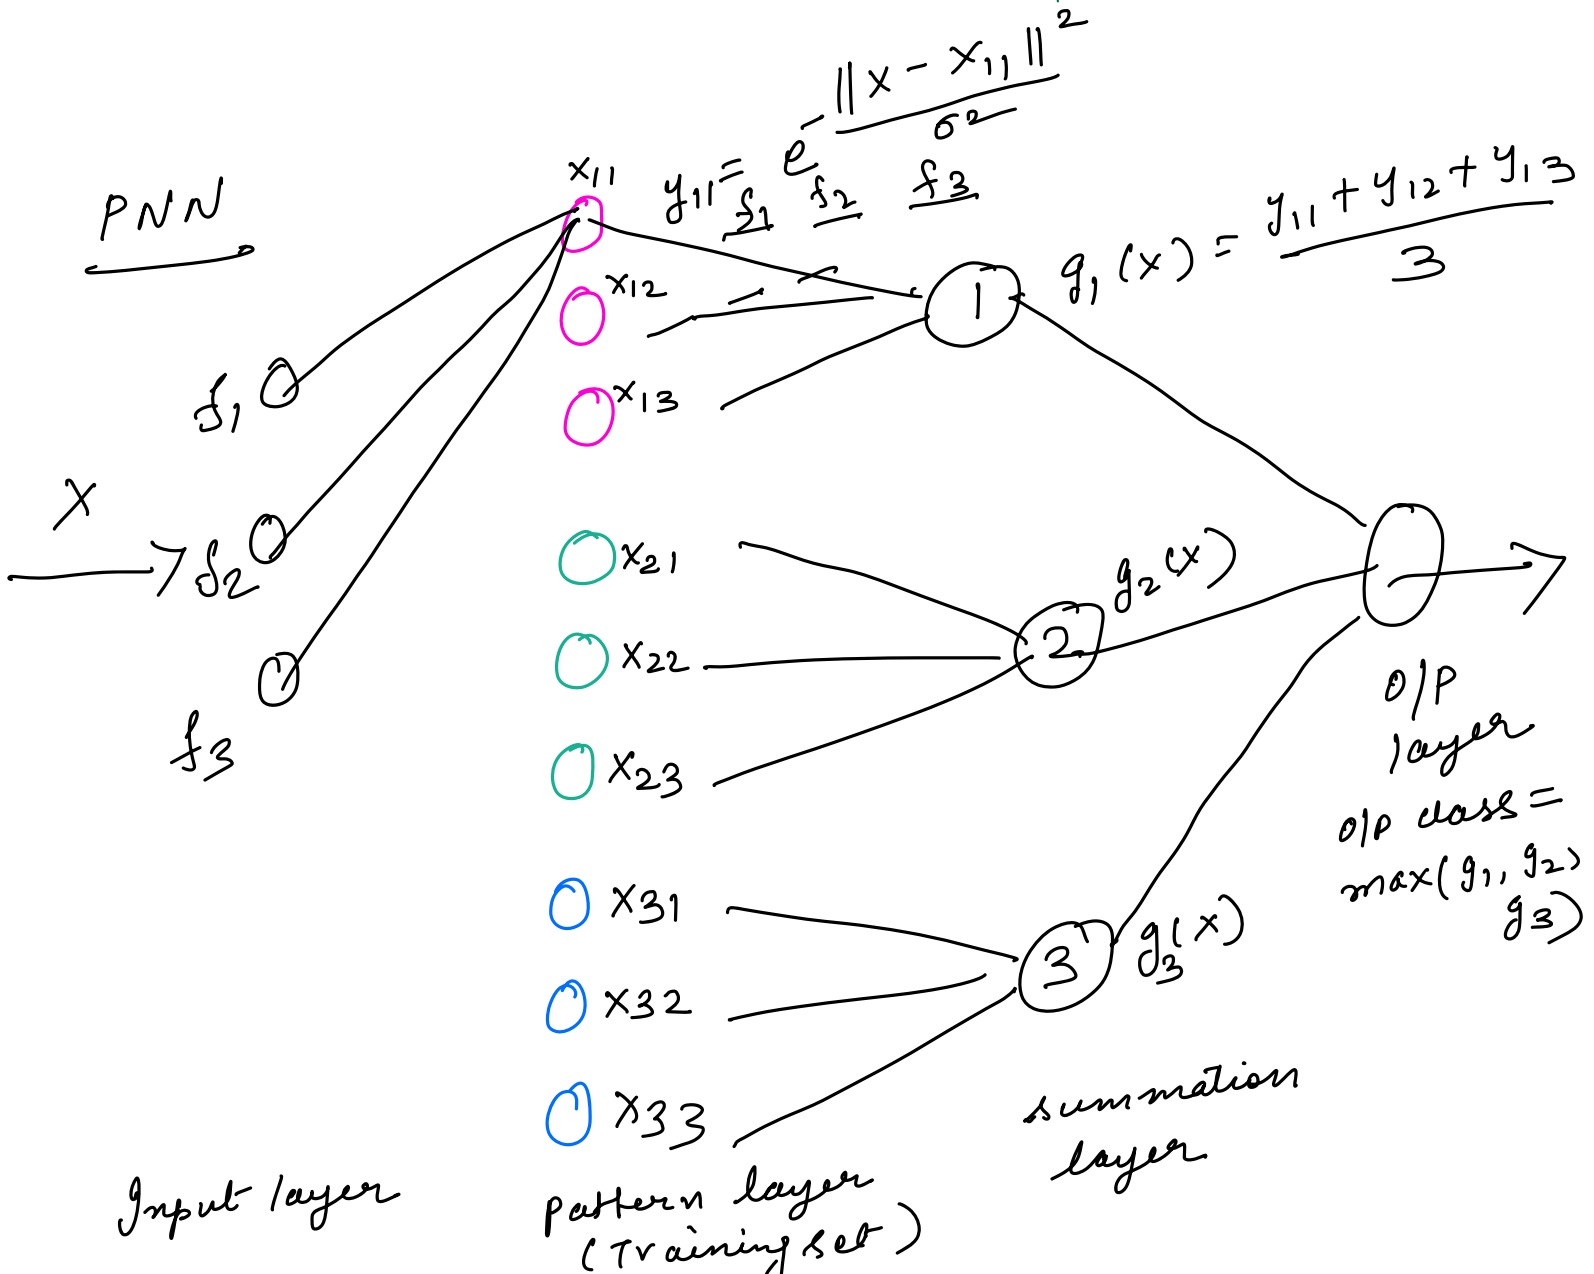 PNN
x11
y11 = e^-||x - x11||²/σ²
f1 f2 f3
x12
x13
g1(x) = y11 + y12 + y13 / 3
1
f1
X
f2
f3
x21
x22
x23
2
g2(x)
x31
x32
x33
3
g3(x)
O/P
layer
O/P class =
max(g1, g2,
g3)
summation
layer
Input layer
pattern layer
(Training set)